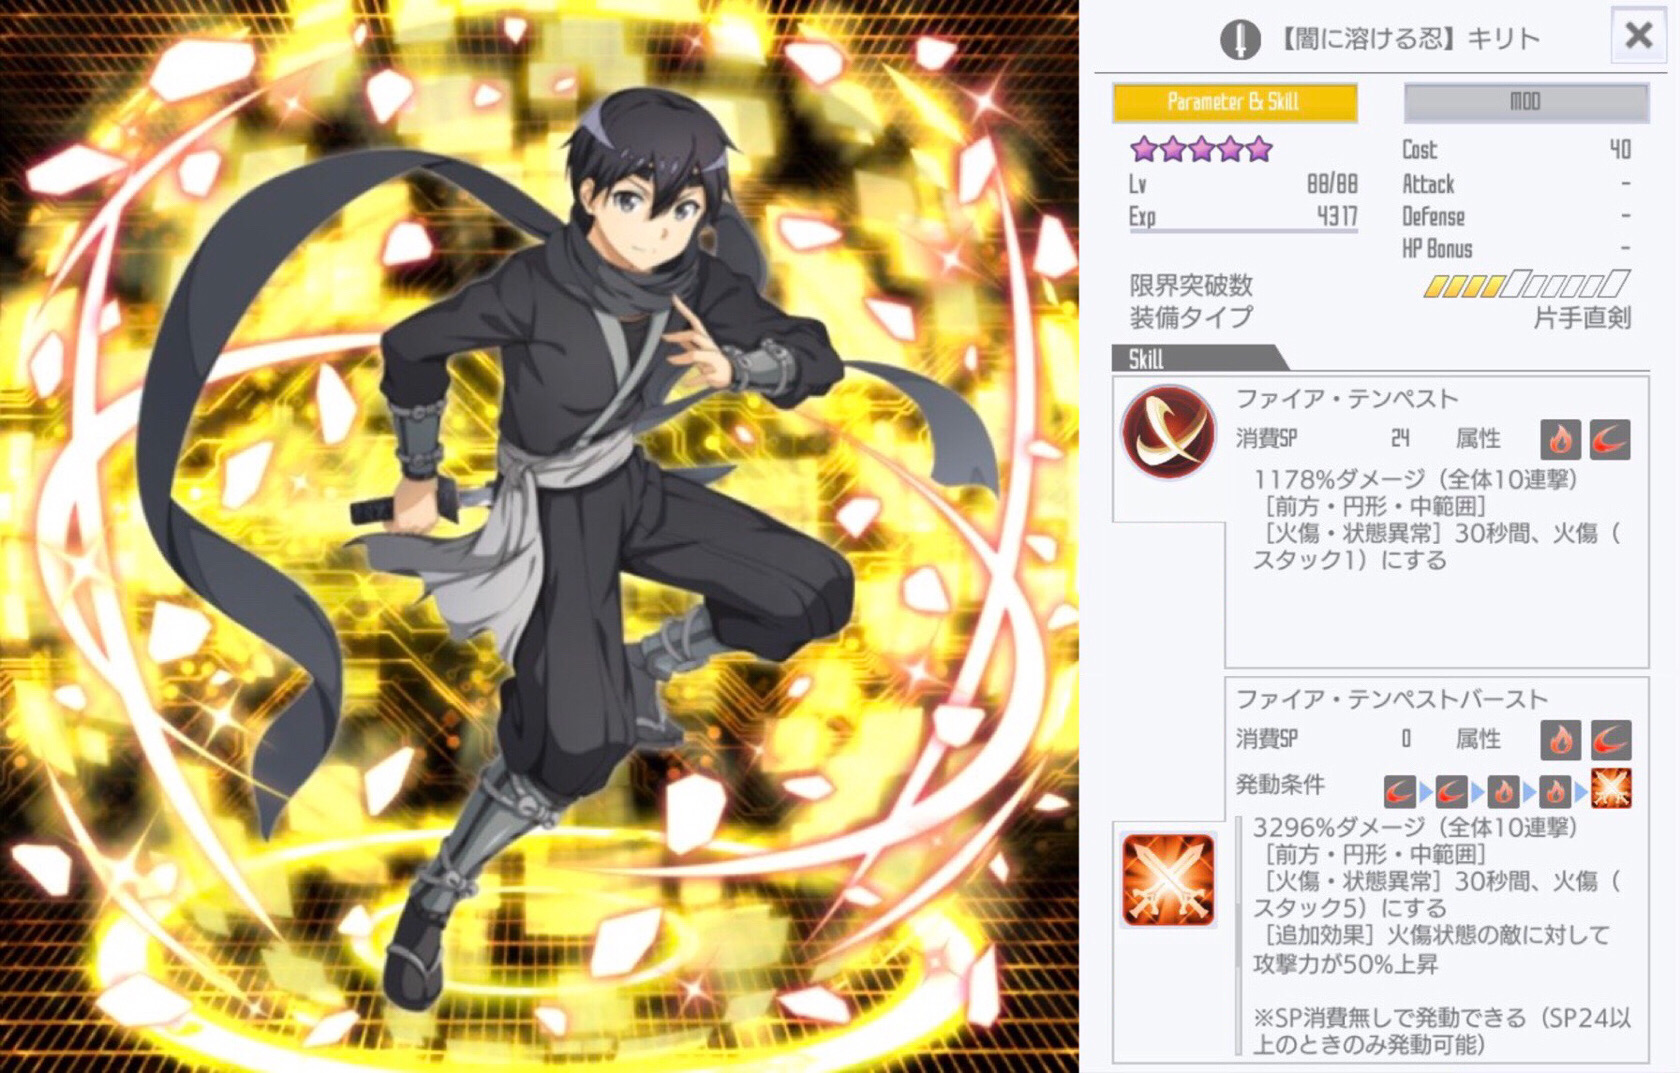 【闇に溶ける忍】キリト
Parameter & Skill
MOD
Lv 88/88
Exp 4317
Cost 40
Attack -
Defense -
HP Bonus -
限界突破数
装備タイプ 片手直剣
Skill
ファイア・テンペスト
消費SP 24 属性
1178%ダメージ（全体10連撃）
［前方・円形・中範囲］
［火傷・状態異常］30秒間、火傷（
スタック1）にする
ファイア・テンペストバースト
消費SP 0 属性
発動条件
3296%ダメージ（全体10連撃）
［前方・円形・中範囲］
［火傷・状態異常］30秒間、火傷（
スタック5）にする
［追加効果］火傷状態の敵に対して
攻撃力が50%上昇
※SP消費無しで発動できる（SP24以
上のときのみ発動可能）